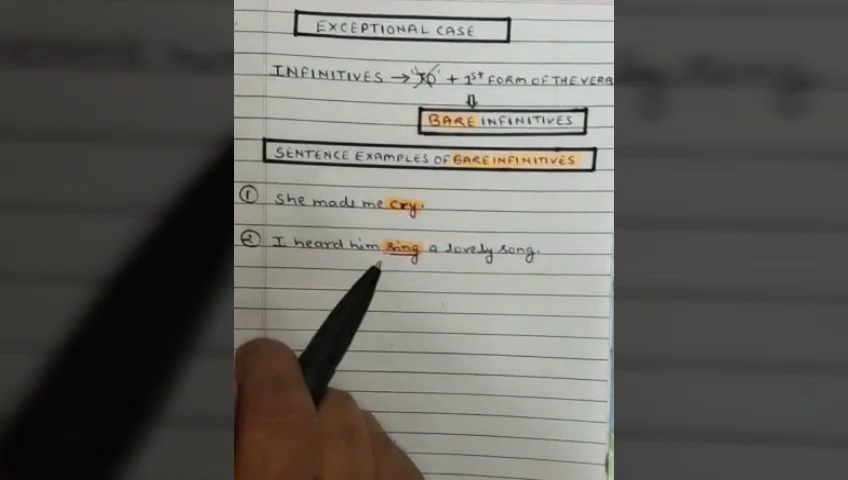 EXCEPTIONAL CASE
INFINITIVES → 'TO' + 1st FORM OF THE VERB
BARE INFINITIVES
SENTENCE EXAMPLES OF BARE INFINITIVES
① She made me cry.
② I heard him sing a lovely song.